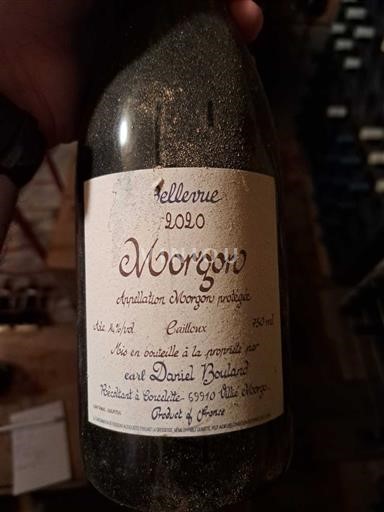 Bellevue
2020
Morgon
Appellation Morgon protégée
Alc. 14%/vol Cailloux 750 ml
Mis en bouteille à la propriété par
earl Daniel Bouland
Récoltant à Corcelette 69910 Villié Morgon
Product of France